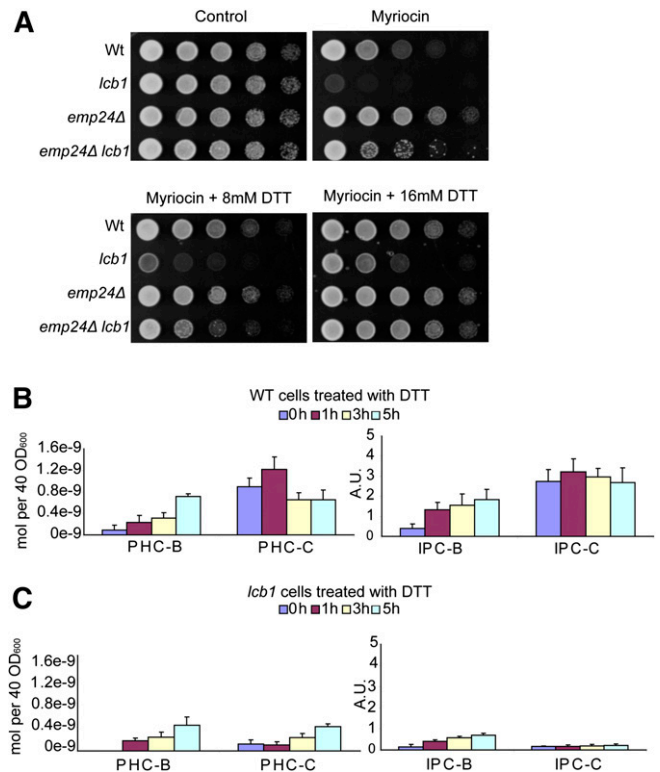 A
Control
Myriocin
Wt
lcb1
emp24Δ
emp24Δ lcb1
Myriocin + 8mM DTT
Myriocin + 16mM DTT
Wt
lcb1
emp24Δ
emp24Δ lcb1
B
WT cells treated with DTT
0h 1h 3h 5h
mol per 40 OD600
1.6e-9
1.2e-9
0.8e-9
0.4e-9
0e-9
PHC-B PHC-C
A.U.
5
4
3
2
1
0
IPC-B IPC-C
C
lcb1 cells treated with DTT
0h 1h 3h 5h
mol per 40 OD600
1.6e-9
1.2e-9
0.8e-9
0.4e-9
0e-9
PHC-B PHC-C
A.U.
5
4
3
2
1
0
IPC-B IPC-C